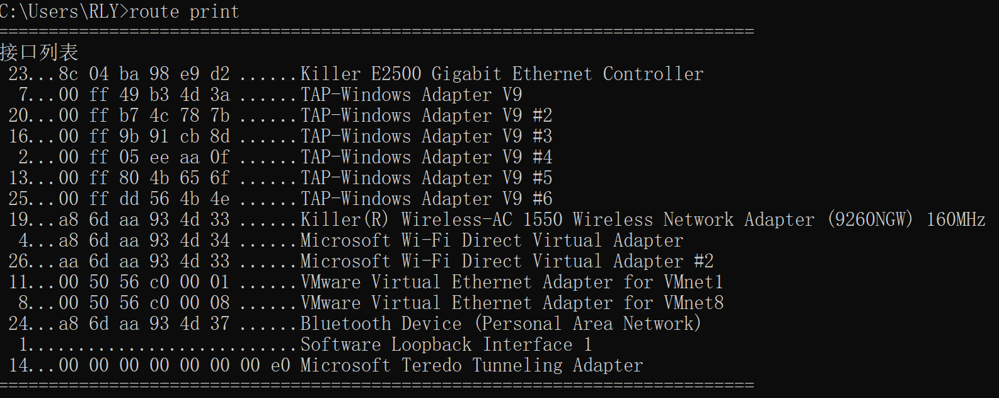 C:\Users\RLY>route print
===========================================================================
接口列表
 23...8c 04 ba 98 e9 d2 ......Killer E2500 Gigabit Ethernet Controller
  7...00 ff 49 b3 4d 3a ......TAP-Windows Adapter V9
 20...00 ff b7 4c 78 7b ......TAP-Windows Adapter V9 #2
 16...00 ff 9b 91 cb 8d ......TAP-Windows Adapter V9 #3
  2...00 ff 05 ee aa 0f ......TAP-Windows Adapter V9 #4
 13...00 ff 80 4b 65 6f ......TAP-Windows Adapter V9 #5
 25...00 ff dd 56 4b 4e ......TAP-Windows Adapter V9 #6
 19...a8 6d aa 93 4d 33 ......Killer(R) Wireless-AC 1550 Wireless Network Adapter (9260NGW) 160MHz
  4...a8 6d aa 93 4d 34 ......Microsoft Wi-Fi Direct Virtual Adapter
 26...aa 6d aa 93 4d 33 ......Microsoft Wi-Fi Direct Virtual Adapter #2
 11...00 50 56 c0 00 01 ......VMware Virtual Ethernet Adapter for VMnet1
  8...00 50 56 c0 00 08 ......VMware Virtual Ethernet Adapter for VMnet8
 24...a8 6d aa 93 4d 37 ......Bluetooth Device (Personal Area Network)
  1...........................Software Loopback Interface 1
 14...00 00 00 00 00 00 00 e0 Microsoft Teredo Tunneling Adapter
===========================================================================